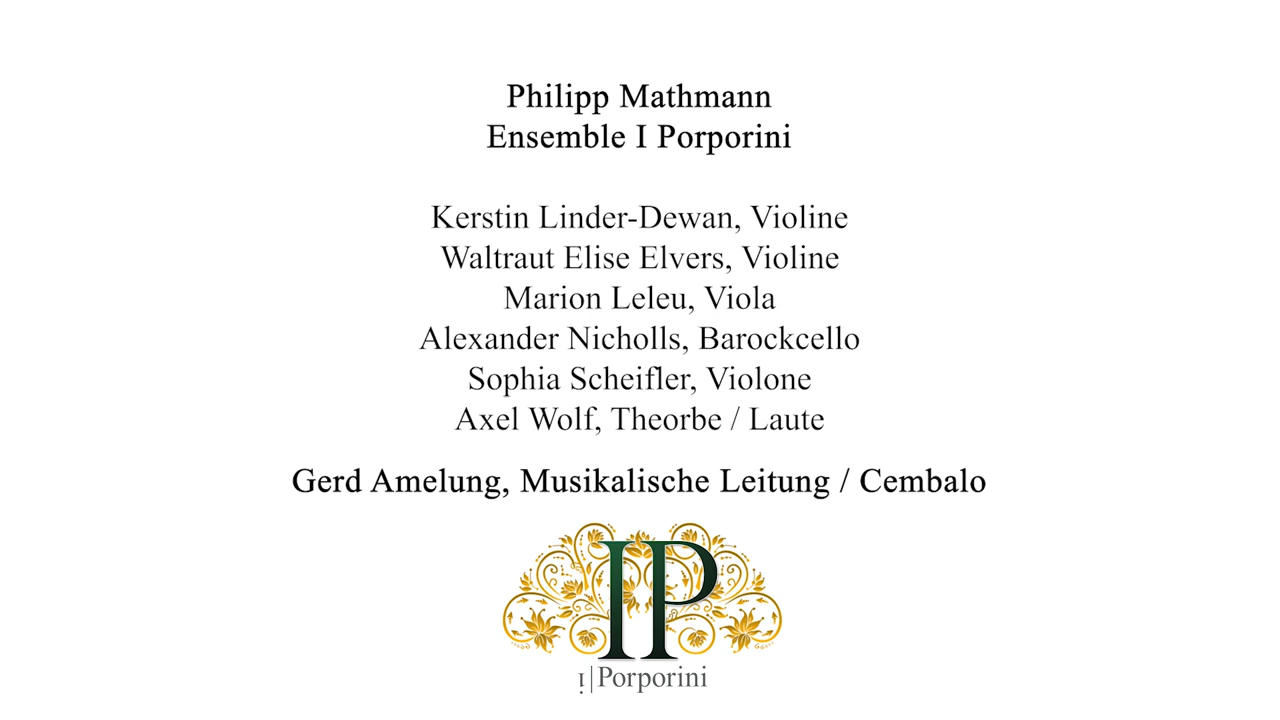 Philipp Mathmann
Ensemble I Porporini
Kerstin Linder-Dewan, Violine
Waltraut Elise Elvers, Violine
Marion Leleu, Viola
Alexander Nicholls, Barockcello
Sophia Scheifler, Violone
Axel Wolf, Theorbe / Laute
Gerd Amelung, Musikalische Leitung / Cembalo
IP
i|Porporini